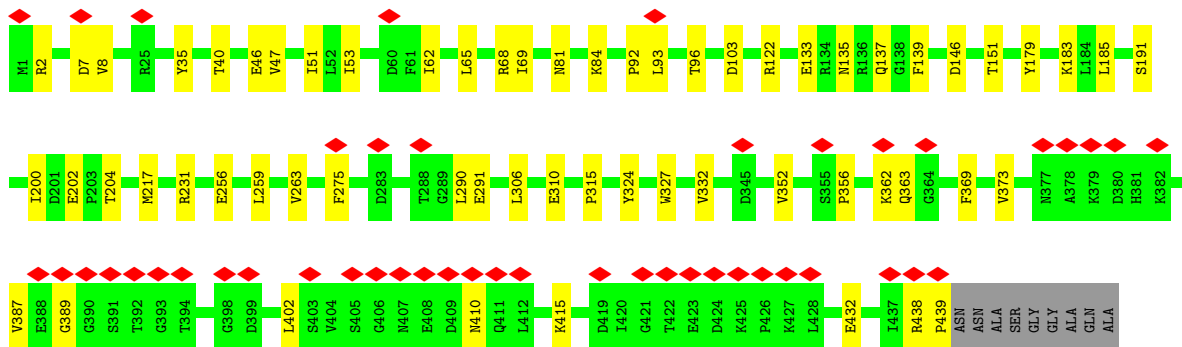 M1 R2 D7 V8 R25 Y35 T40 E46 V47 I51 L52 I53 D60 F61 I62 L65 R68 I69 N81 K84 P92 L93 T96 D103 R122 E133 R134 N135 R136 Q137 G138 F139 D146 T151 Y179 K183 L184 L185 S191
I200 D201 E202 P203 T204 M217 R231 E256 L259 V263 F275 D283 T288 G289 L290 E291 L306 E310 P315 Y324 W327 V332 D345 V352 S355 P356 K362 Q363 G364 F369 V373 N377 A378 K379 D380 H381 K382
V387 E388 G389 G390 S391 T392 G393 T394 G398 D399 L402 S403 V404 S405 G406 N407 E408 D409 N410 Q411 L412 K415 D419 I420 G421 T422 E423 D424 K425 P426 K427 L428 E432 I437 R438 P439 ASN ASN ALA SER GLY GLY ALA GLN ALA